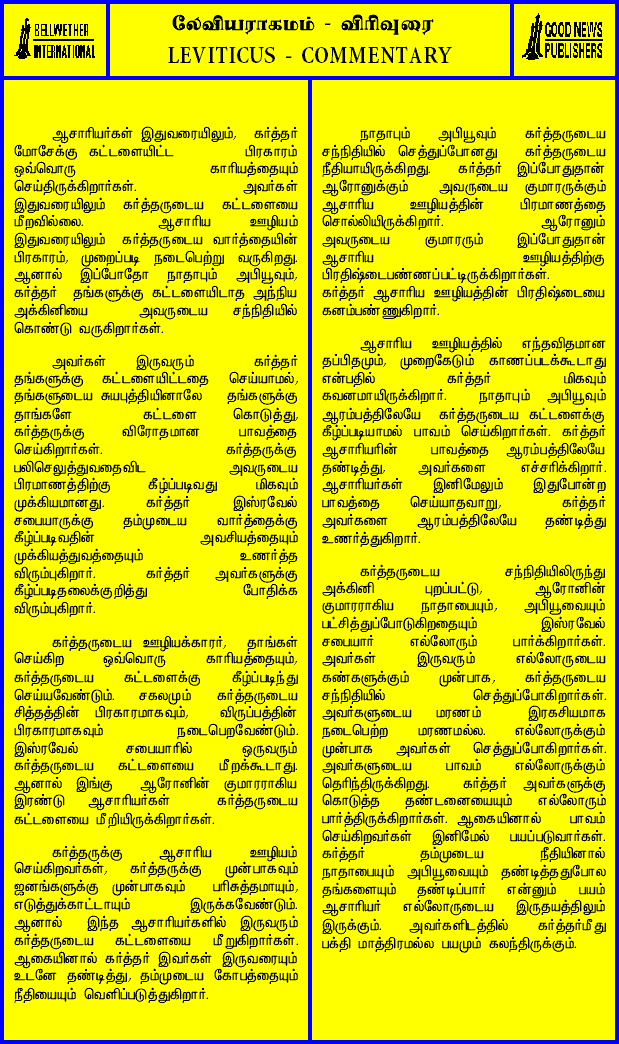 BELLWETHER
INTERNATIONAL
லேவியராகமம் - விரிவுரை
LEVITICUS - COMMENTARY
GOOD NEWS
PUBLISHERS
ஆசாரியர்கள் இதுவரையிலும், கர்த்தர்
மோசேக்கு கட்டளையிட்ட பிரகாரம்
ஒவ்வொரு காரியத்தையும்
செய்திருக்கிறார்கள். அவர்கள்
இதுவரையிலும் கர்த்தருடைய கட்டளையை
மீறவில்லை. ஆசாரிய ஊழியம்
இதுவரையிலும் கர்த்தருடைய வார்த்தையின்
பிரகாரம், முறைப்படி நடைபெற்று வருகிறது.
ஆனால் இப்போதோ நாதாபும் அபியூவும்,
கர்த்தர் தங்களுக்கு கட்டளையிடாத அந்நிய
அக்கினியை அவருடைய சந்நிதியில்
கொண்டு வருகிறார்கள்.
அவர்கள் இருவரும் கர்த்தர்
தங்களுக்கு கட்டளையிட்டதை செய்யாமல்,
தங்களுடைய சுயபுத்தியினாலே தங்களுக்கு
தாங்களே கட்டளை கொடுத்து,
கர்த்தருக்கு விரோதமான பாவத்தை
செய்கிறார்கள். கர்த்தருக்கு
பலிசெலுத்துவதைவிட அவருடைய
பிரமாணத்திற்கு கீழ்ப்படிவது மிகவும்
முக்கியமானது. கர்த்தர் இஸ்ரவேல்
சபையாருக்கு தம்முடைய வார்த்தைக்கு
கீழ்ப்படிவதின் அவசியத்தையும்
முக்கியத்துவத்தையும் உணர்த்த
விரும்புகிறார். கர்த்தர் அவர்களுக்கு
கீழ்ப்படிதலைக்குறித்து போதிக்க
விரும்புகிறார்.
கர்த்தருடைய ஊழியக்காரர், தாங்கள்
செய்கிற ஒவ்வொரு காரியத்தையும்,
கர்த்தருடைய கட்டளைக்கு கீழ்ப்படிந்து
செய்யவேண்டும். சகலமும் கர்த்தருடைய
சித்தத்தின் பிரகாரமாகவும், விருப்பத்தின்
பிரகாரமாகவும் நடைபெறவேண்டும்.
இஸ்ரவேல் சபையாரில் ஒருவரும்
கர்த்தருடைய கட்டளையை மீறக்கூடாது.
ஆனால் இங்கு ஆரோனின் குமாரராகிய
இரண்டு ஆசாரியர்கள் கர்த்தருடைய
கட்டளையை மீறியிருக்கிறார்கள்.
கர்த்தருக்கு ஆசாரிய ஊழியம்
செய்கிறவர்கள், கர்த்தருக்கு முன்பாகவும்
ஜனங்களுக்கு முன்பாகவும் பரிசுத்தமாயும்,
எடுத்துக்காட்டாயும் இருக்கவேண்டும்.
ஆனால் இந்த ஆசாரியர்களில் இருவரும்
கர்த்தருடைய கட்டளையை மீறுகிறார்கள்.
ஆகையினால் கர்த்தர் இவர்கள் இருவரையும்
உடனே தண்டித்து, தம்முடைய கோபத்தையும்
நீதியையும் வெளிப்படுத்துகிறார்.
நாதாபும் அபியூவும் கர்த்தருடைய
சந்நிதியில் செத்துப்போனது கர்த்தருடைய
நீதியாயிருக்கிறது. கர்த்தர் இப்போதுதான்
ஆரோனுக்கும் அவருடைய குமாரருக்கும்
ஆசாரிய ஊழியத்தின் பிரமாணத்தை
சொல்லியிருக்கிறார். ஆரோனும்
அவருடைய குமாரரும் இப்போதுதான்
ஆசாரிய ஊழியத்திற்கு
பிரதிஷ்டைபண்ணப்பட்டிருக்கிறார்கள்.
கர்த்தர் ஆசாரிய ஊழியத்தின் பிரதிஷ்டையை
கனம்பண்ணுகிறார்.
ஆசாரிய ஊழியத்தில் எந்தவிதமான
தப்பிதமும், முறைகேடும் காணப்படக்கூடாது
என்பதில் கர்த்தர் மிகவும்
கவனமாயிருக்கிறார். நாதாபும் அபியூவும்
ஆரம்பத்திலேயே கர்த்தருடைய கட்டளைக்கு
கீழ்ப்படியாமல் பாவம் செய்கிறார்கள். கர்த்தர்
ஆசாரியரின் பாவத்தை ஆரம்பத்திலேயே
தண்டித்து, அவர்களை எச்சரிக்கிறார்.
ஆசாரியர்கள் இனிமேலும் இதுபோன்ற
பாவத்தை செய்யாதவாறு, கர்த்தர்
அவர்களை ஆரம்பத்திலேயே தண்டித்து
உணர்த்துகிறார்.
கர்த்தருடைய சந்நிதியிலிருந்து
அக்கினி புறப்பட்டு, ஆரோனின்
குமாரராகிய நாதாபையும், அபியூவையும்
பட்சித்துப்போடுகிறதையும் இஸ்ரவேல்
சபையார் எல்லோரும் பார்க்கிறார்கள்.
அவர்கள் இருவரும் எல்லோருடைய
கண்களுக்கும் முன்பாக, கர்த்தருடைய
சந்நிதியில் செத்துப்போகிறார்கள்.
அவர்களுடைய மரணம் இரகசியமாக
நடைபெற்ற மரணமல்ல. எல்லோருக்கும்
முன்பாக அவர்கள் செத்துப்போகிறார்கள்.
அவர்களுடைய பாவம் எல்லோருக்கும்
தெரிந்திருக்கிறது. கர்த்தர் அவர்களுக்கு
கொடுத்த தண்டனையையும் எல்லோரும்
பார்த்திருக்கிறார்கள். ஆகையினால் பாவம்
செய்கிறவர்கள் இனிமேல் பயப்படுவார்கள்.
கர்த்தர் தம்முடைய நீதியினால்
நாதாபையும் அபியூவையும் தண்டித்ததுபோல
தங்களையும் தண்டிப்பார் என்னும் பயம்
ஆசாரியர் எல்லோருடைய இருதயத்திலும்
இருக்கும். அவர்களிடத்தில் கர்த்தர்மீது
பக்தி மாத்திரமல்ல பயமும் கலந்திருக்கும்.